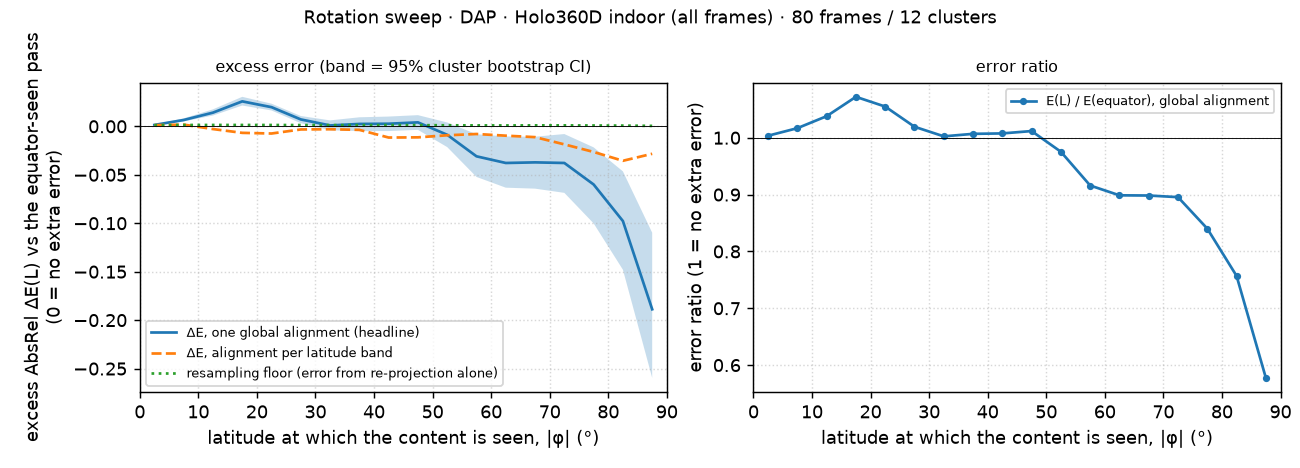 Rotation sweep · DAP · Holo360D indoor (all frames) · 80 frames / 12 clusters
excess error (band = 95% cluster bootstrap CI)
excess AbsRel ΔE(L) vs the equator-seen pass
(0 = no extra error)
0.00
−0.05
−0.10
−0.15
−0.20
−0.25
ΔE, one global alignment (headline)
ΔE, alignment per latitude band
resampling floor (error from re-projection alone)
0 10 20 30 40 50 60 70 80 90
latitude at which the content is seen, |φ| (°)
error ratio
error ratio (1 = no extra error)
E(L) / E(equator), global alignment
1.0
0.9
0.8
0.7
0.6
0 10 20 30 40 50 60 70 80 90
latitude at which the content is seen, |φ| (°)